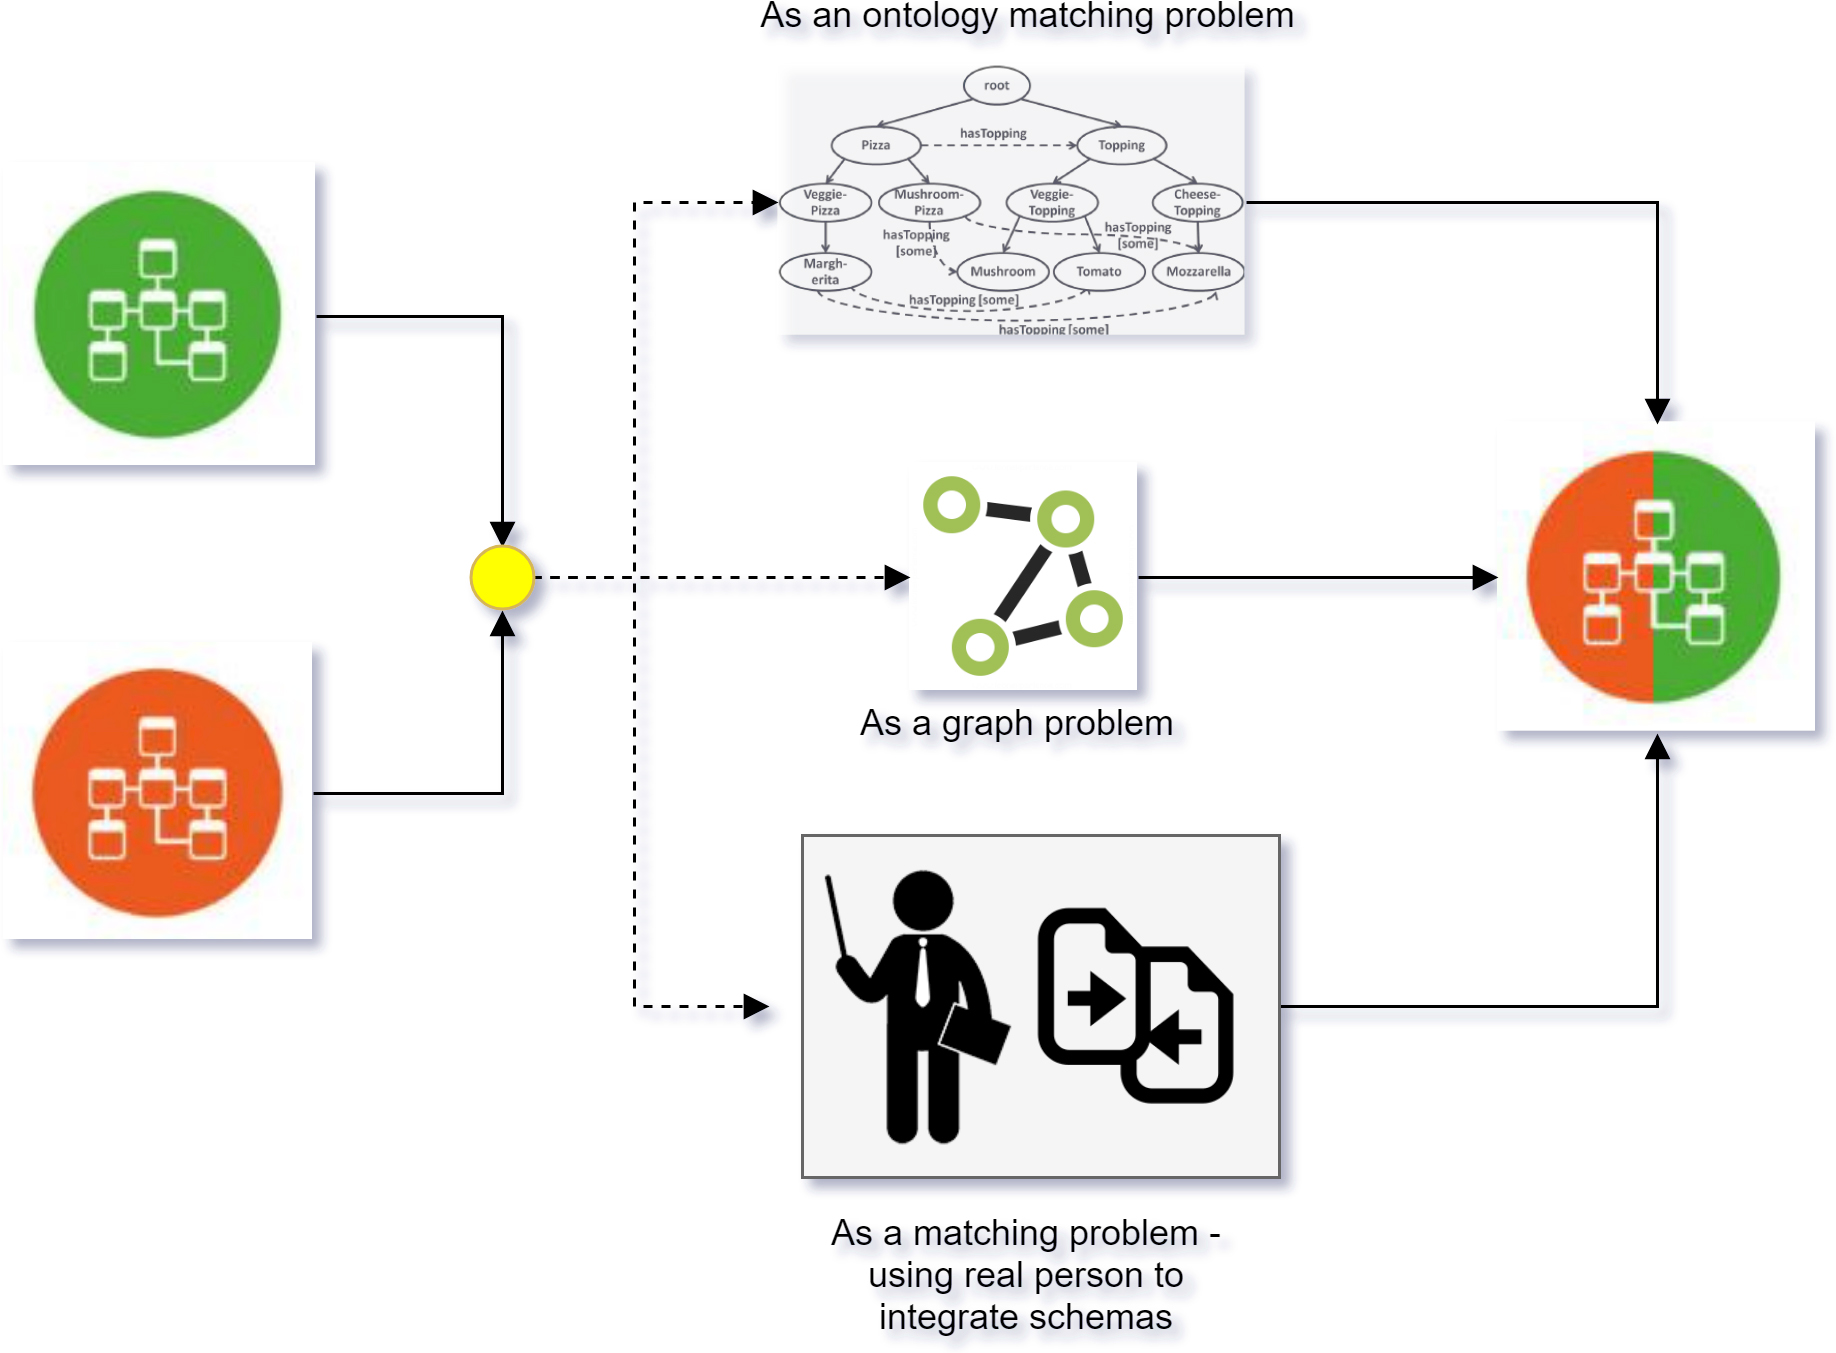 As an ontology matching problem
root
hasTopping
Pizza
Topping
Veggie-
Pizza
Mushroom-
Pizza
Veggie-
Topping
Cheese-
Topping
hasTopping
[some]
hasTopping
[some]
Margh-
erita
Mushroom
Tomato
Mozzarella
hasTopping [some]
hasTopping [some]
As a graph problem
As a matching problem -
using real person to
integrate schemas